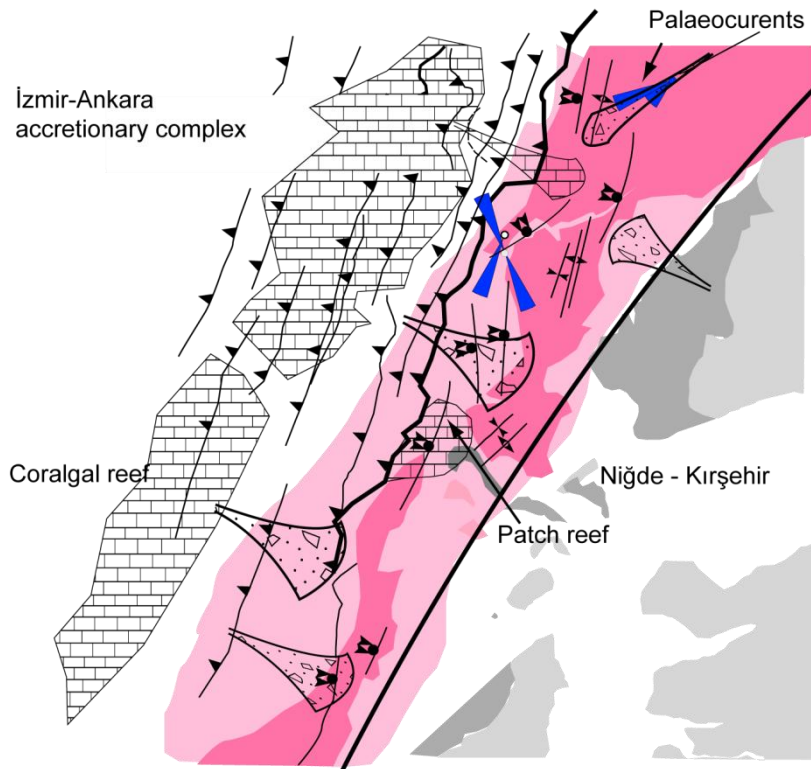 Palaeocurents
İzmir-Ankara
accretionary complex
Coralgal reef
Niğde - Kırşehir
Patch reef